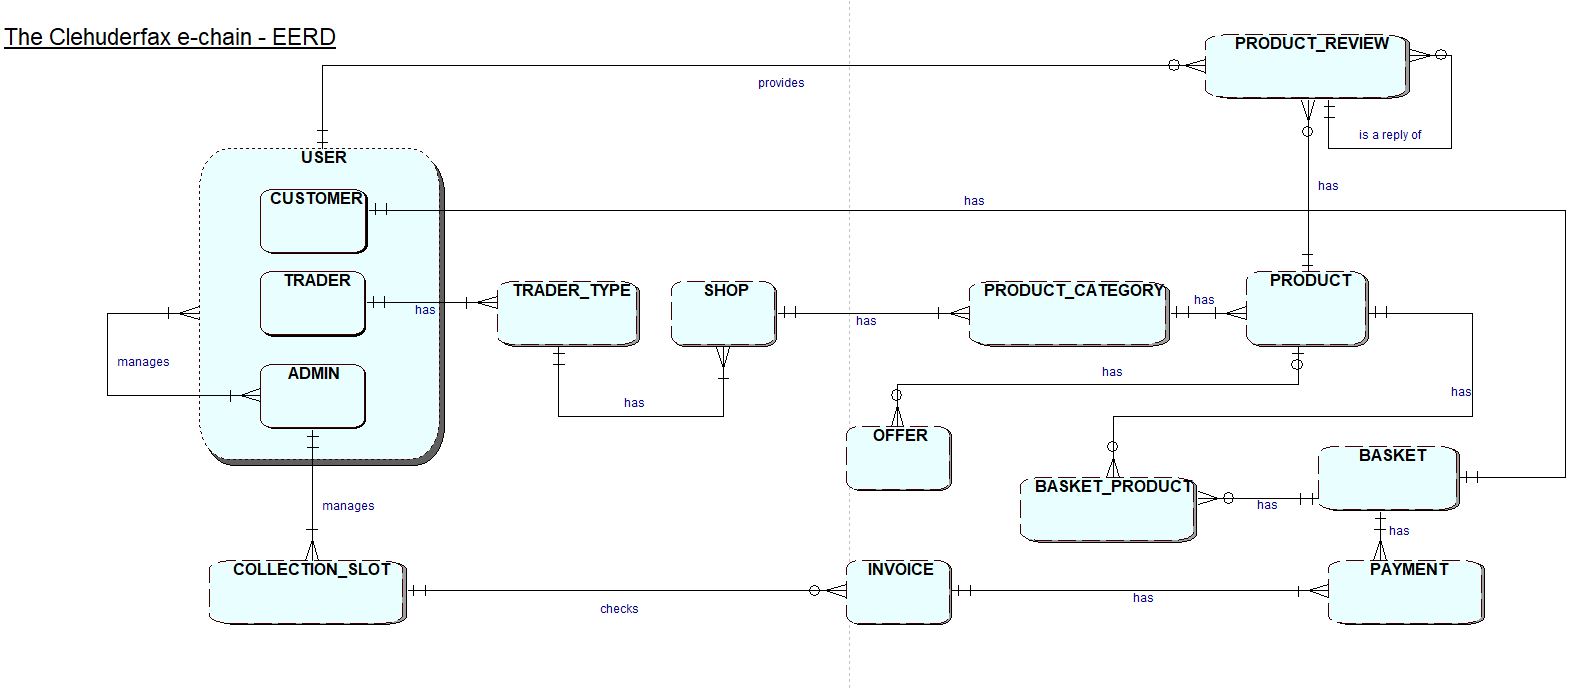 The Clehuderfax e-chain - EERD
PRODUCT_REVIEW
provides
is a reply of
USER
has
CUSTOMER
has
TRADER
TRADER_TYPE
SHOP
PRODUCT_CATEGORY
PRODUCT
has
has
has
manages
ADMIN
has
has
has
OFFER
BASKET
BASKET_PRODUCT
has
manages
has
COLLECTION_SLOT
INVOICE
PAYMENT
checks
has